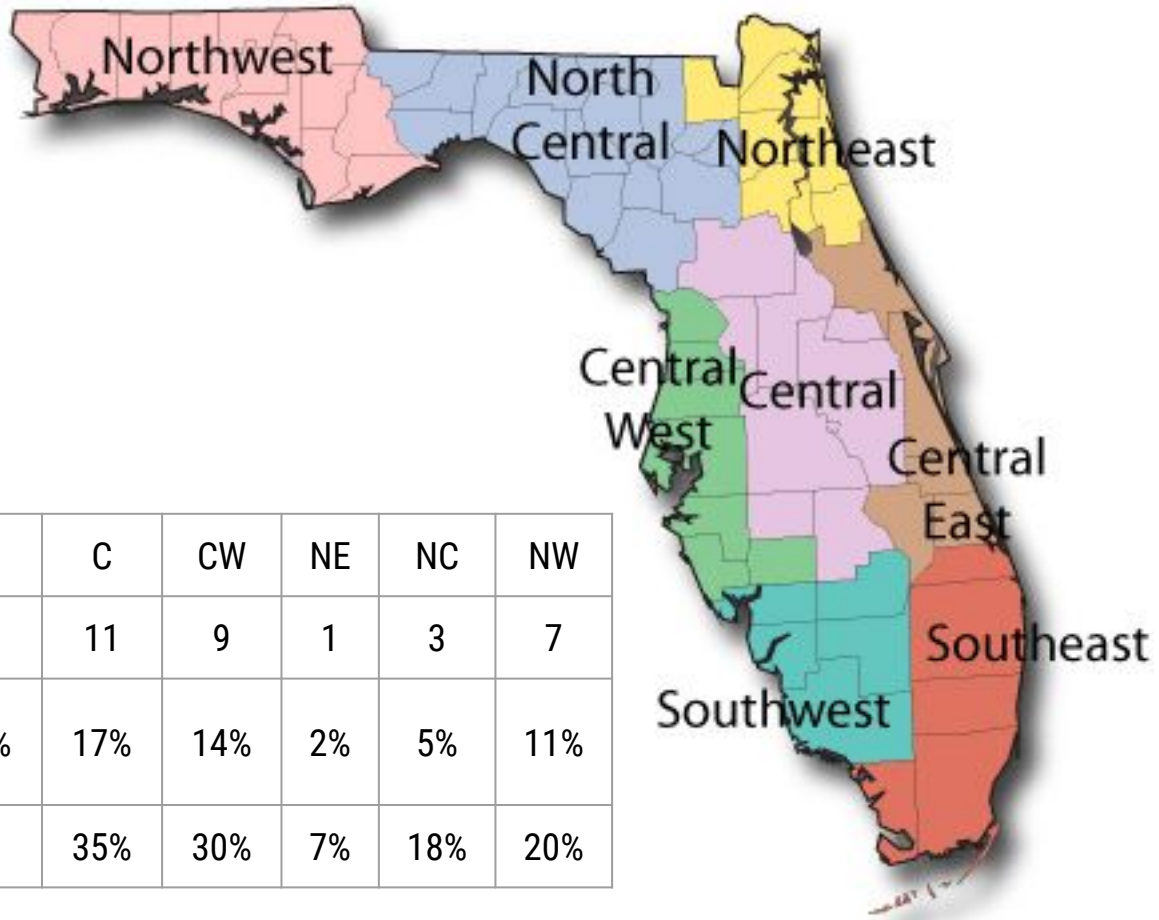 Northwest
North
Central
Northeast
Central
West
Central
Central
East
Southeast
Southwest
C CW NE NC NW
11 9 1 3 7
% 17% 14% 2% 5% 11%
35% 30% 7% 18% 20%